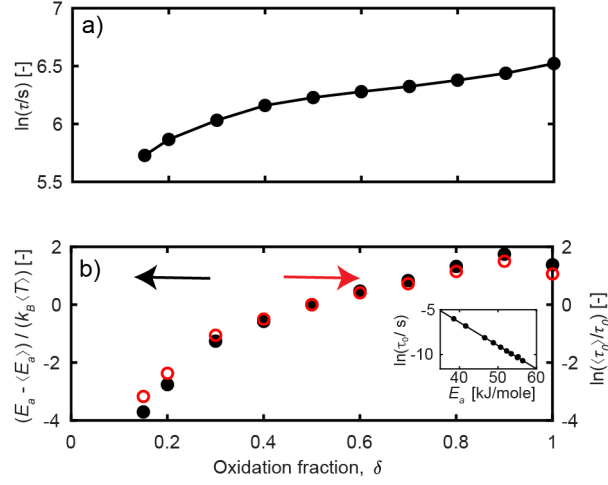 a)
ln(τ/s) [-]
6.5
6
5.5
b)
(E_a - ⟨E_a⟩) / (k_B ⟨T⟩) [-]
2
0
-2
-4
2
0
-2
-4
ln(⟨τ_0⟩/τ_0) [-]
ln(τ_0/ s)
-5
-10
40 50 60
E_a [kJ/mole]
0 0.2 0.4 0.6 0.8 1
Oxidation fraction, δ